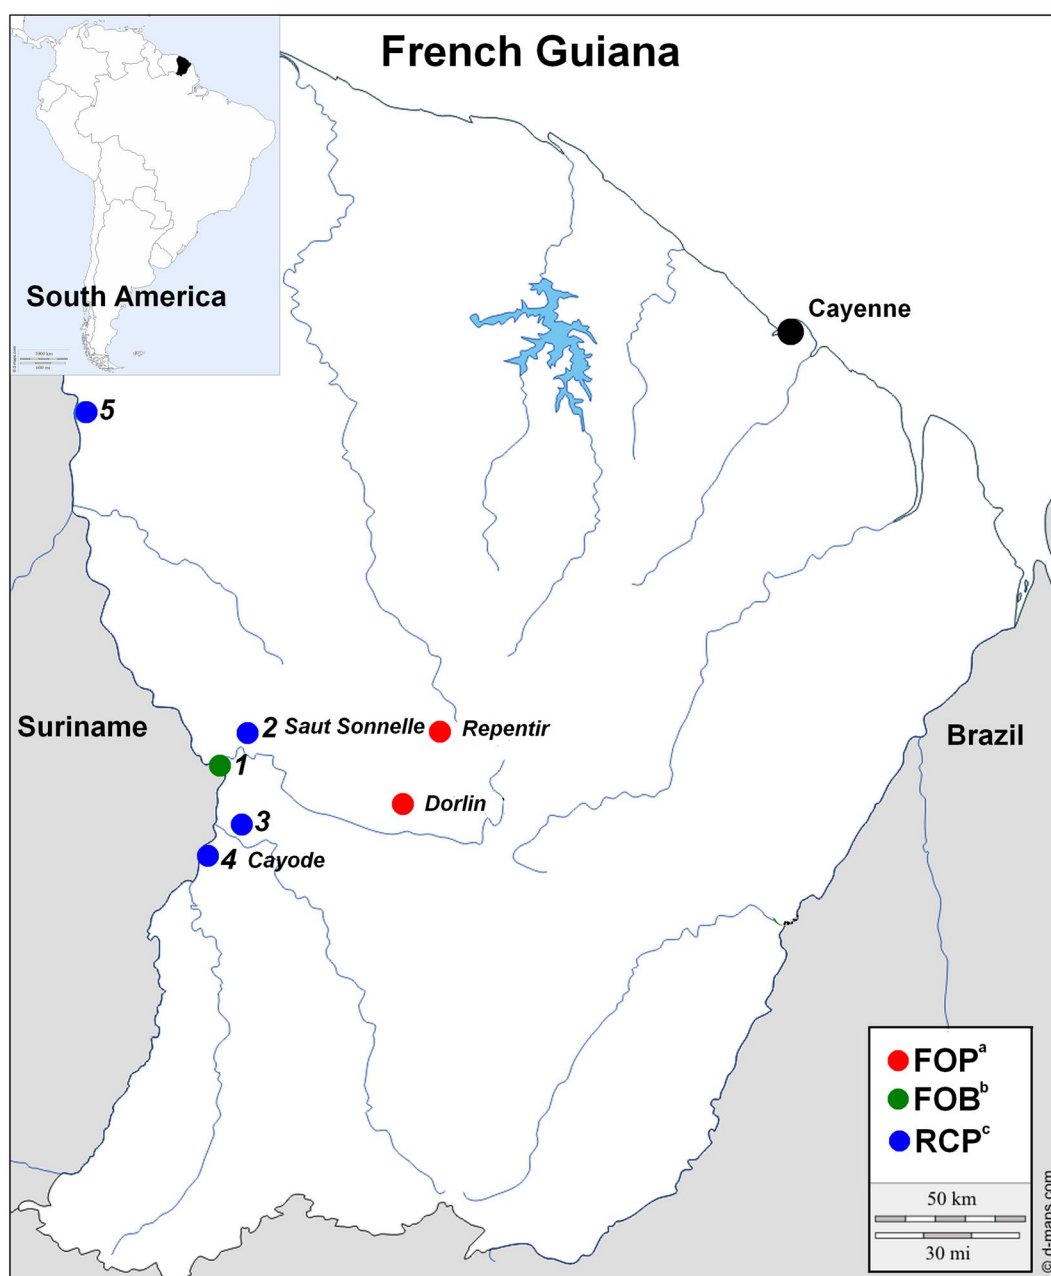 French Guiana
South America
Cayenne
5
Suriname
2 Saut Sonnelle
Repentir
Brazil
1
Dorlin
3
4 Cayode
FOPᵃ
FOBᵇ
RCPᶜ
50 km
30 mi
© d-maps.com